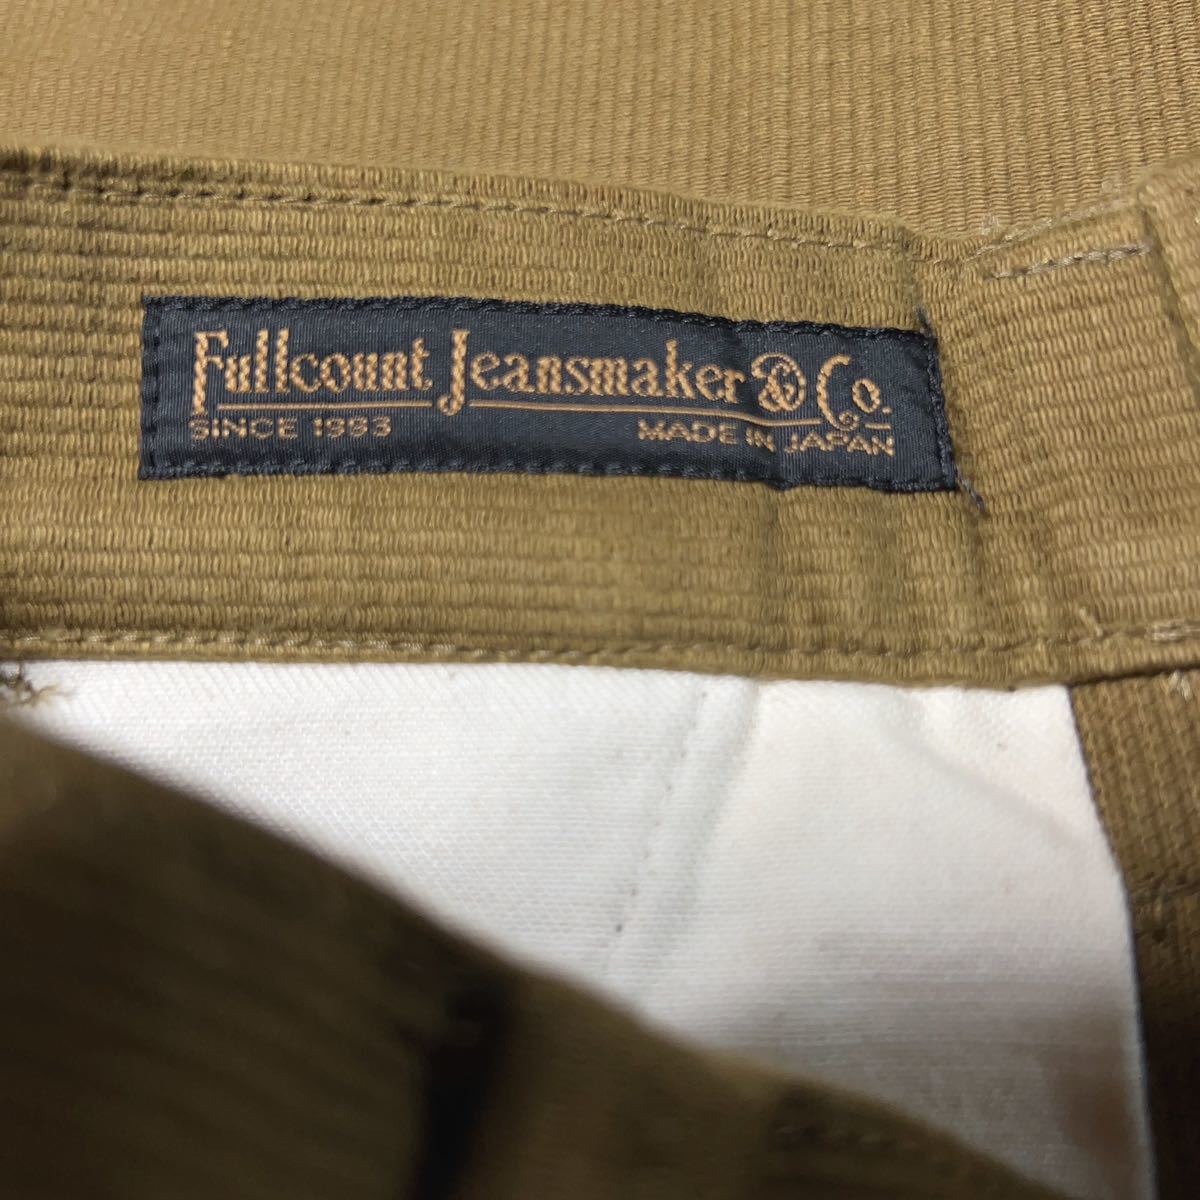 Fullcount Jeansmaker & Co.
SINCE 1993 MADE IN JAPAN